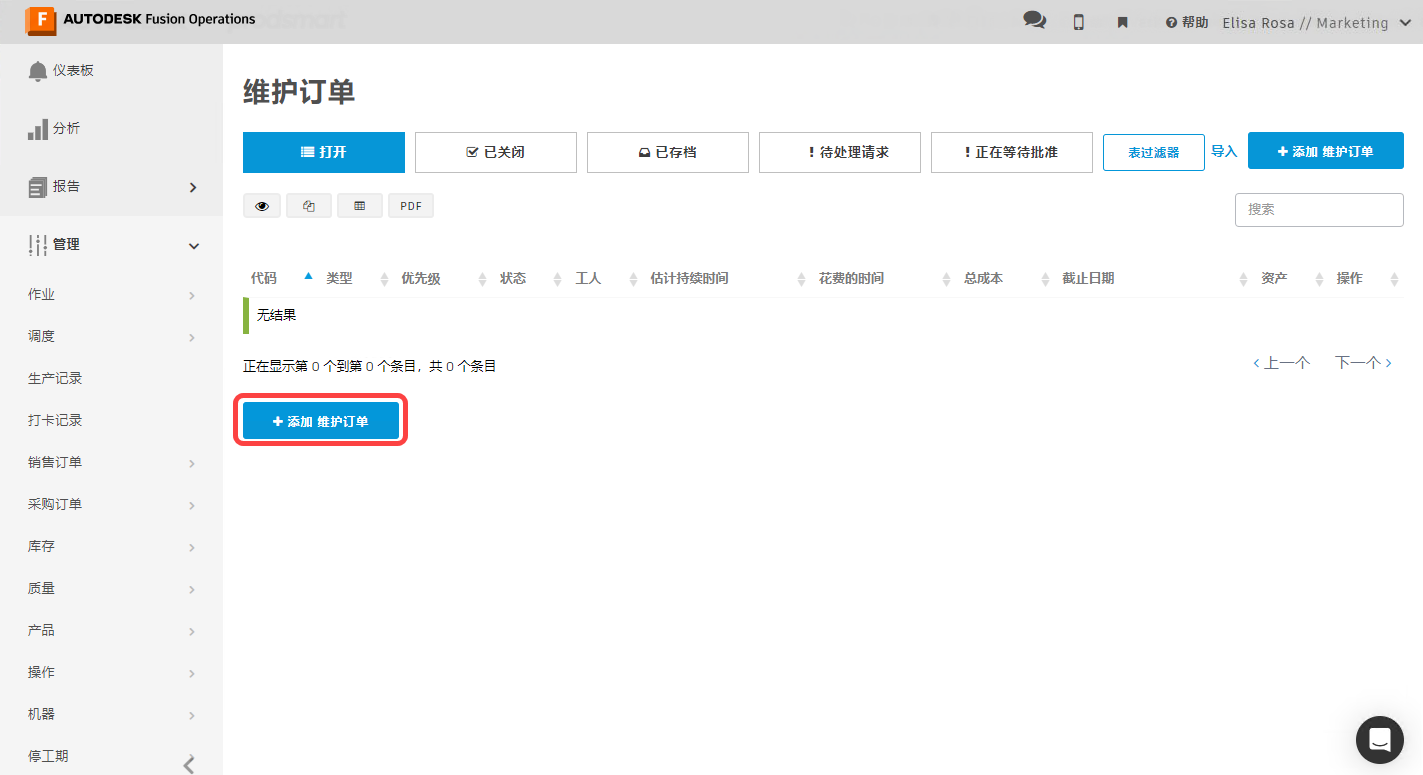 AUTODESK Fusion Operations
帮助 Elisa Rosa // Marketing
仪表板
分析
报告
管理
作业
调度
生产记录
打卡记录
销售订单
采购订单
库存
质量
产品
操作
机器
停工期
维护订单
打开 已关闭 已存档 ! 待处理请求 ! 正在等待批准 表过滤器 导入 + 添加 维护订单
PDF 搜索
代码 类型 优先级 状态 工人 估计持续时间 花费的时间 总成本 截止日期 资产 操作
无结果
正在显示第 0 个到第 0 个条目，共 0 个条目 ‹ 上一个 下一个 ›
+ 添加 维护订单